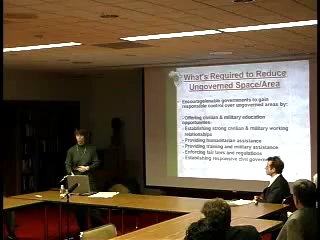 What's Required to Reduce
Ungoverned Space/Area
Encourage/enable governments to gain
responsible control over ungoverned areas by:
- Offering civilian & military education
opportunities
- Establishing strong civilian & military working
relationships
- Providing humanitarian assistance
- Providing training and military assistance
- Enforcing fair laws and regulations
- Establishing responsive civil government